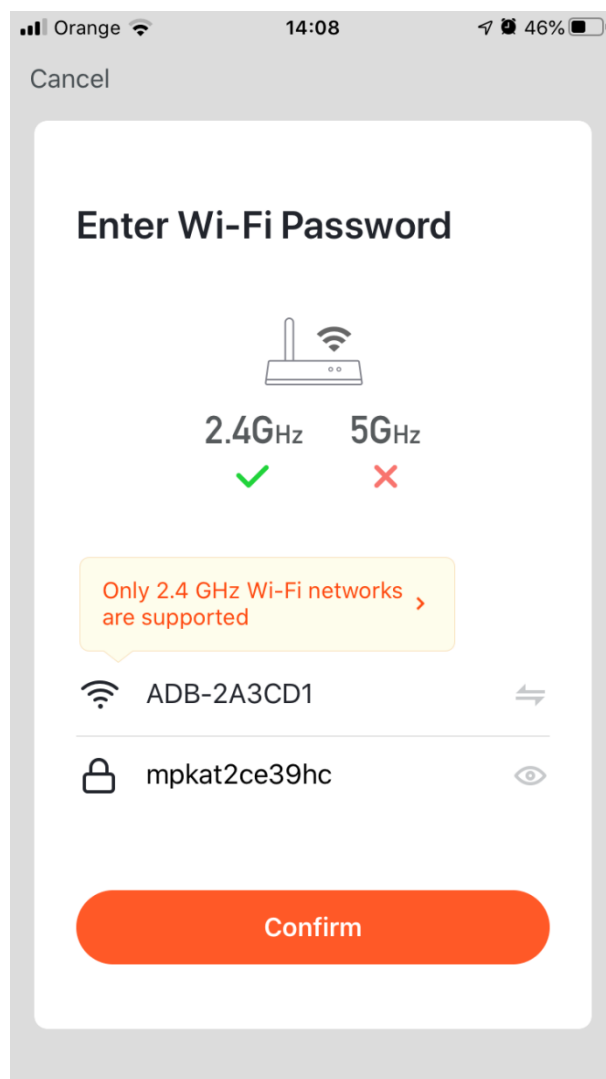 Orange 14:08 46%
Cancel
Enter Wi-Fi Password
2.4GHz 5GHz
Only 2.4 GHz Wi-Fi networks
are supported
ADB-2A3CD1
mpkat2ce39hc
Confirm